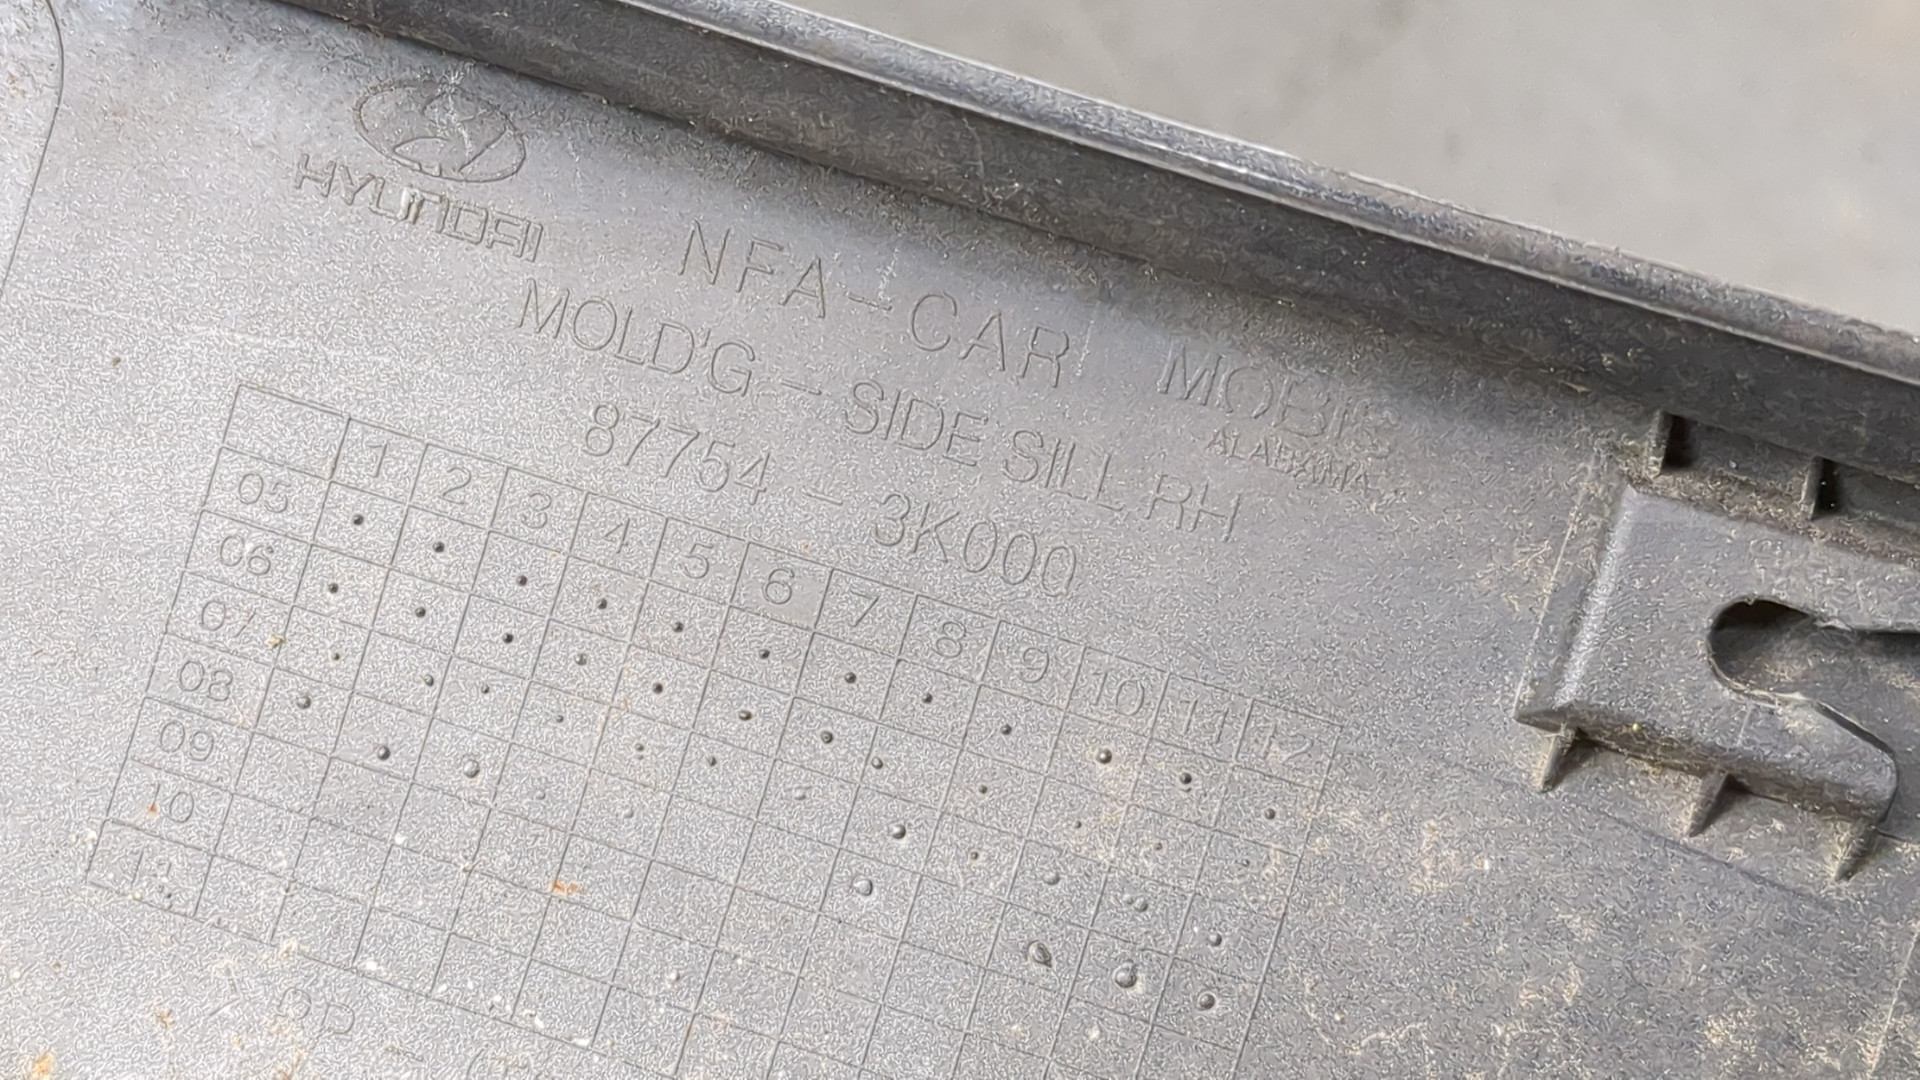 HYUNDAI
NFA-CAR
MOBIS
ALABAMA
MOLD'G - SIDE SILL RH
87754 - 3K000
1 2 3 4 5 6 7 8 9 10 11 12
05
06
07
08
09
10
11